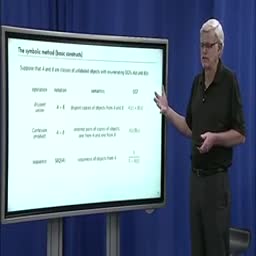 The symbolic method (basic constructs)
Suppose that A and B are classes of unlabelled objects with enumerating OGFs A(z) and B(z).
operation notation semantics OGF
disjoint union A + B disjoint copies of objects from A and B A(z) + B(z)
Cartesian product A × B ordered pairs of copies of objects, one from A and one from B A(z)B(z)
sequence SEQ(A) sequences of objects from A